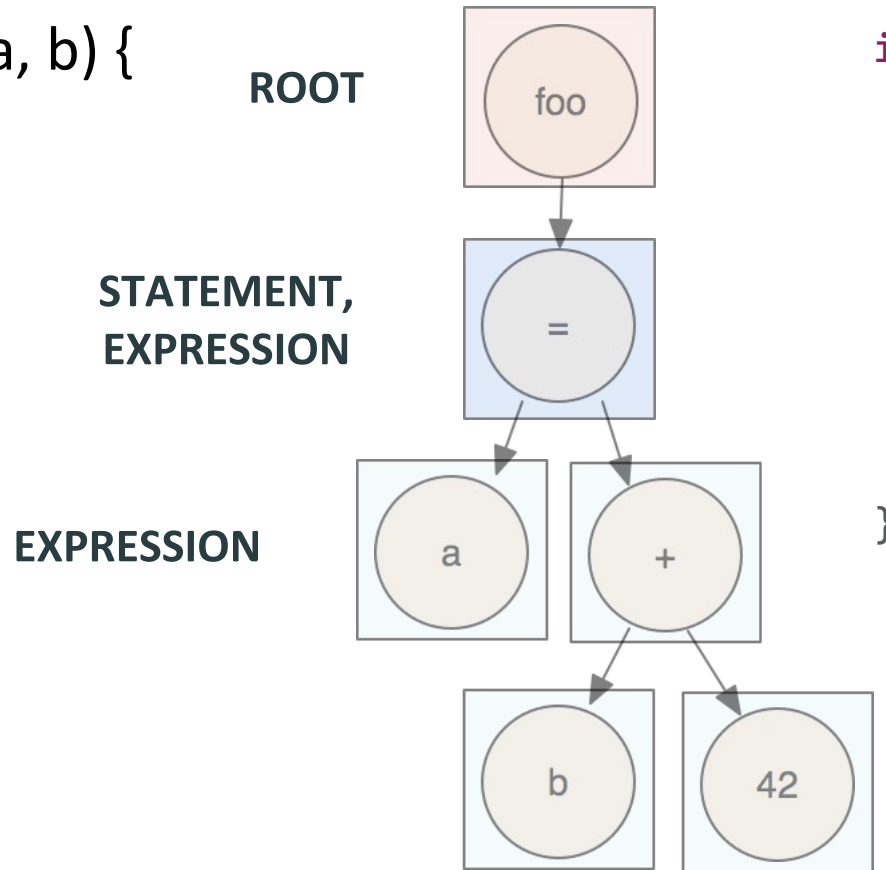 a, b) {
i
ROOT
foo
STATEMENT,
EXPRESSION
=
EXPRESSION
a
+
}
b
42